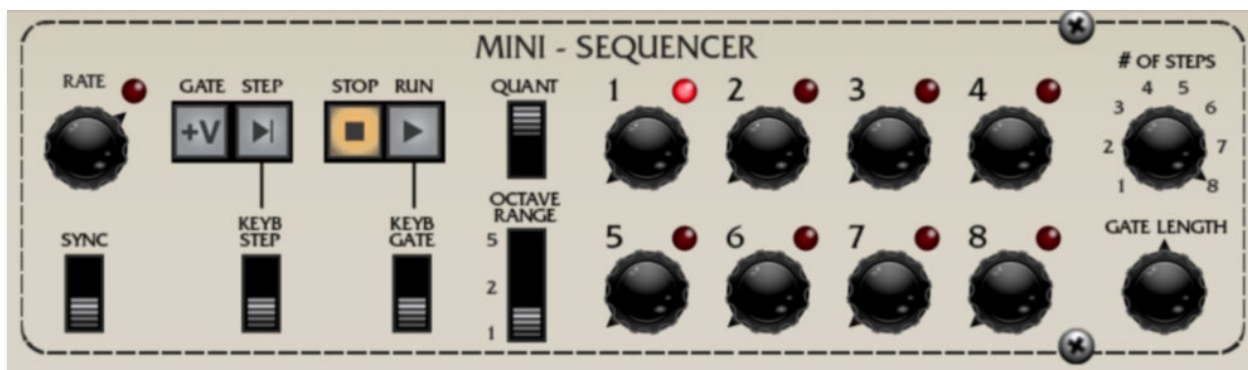 MINI - SEQUENCER
RATE
GATE STEP
+V
STOP RUN
QUANT
1 2 3 4
# OF STEPS
1 2 3 4 5 6 7 8
SYNC
KEYB
STEP
KEYB
GATE
OCTAVE
RANGE
5
2
1
5 6 7 8
GATE LENGTH